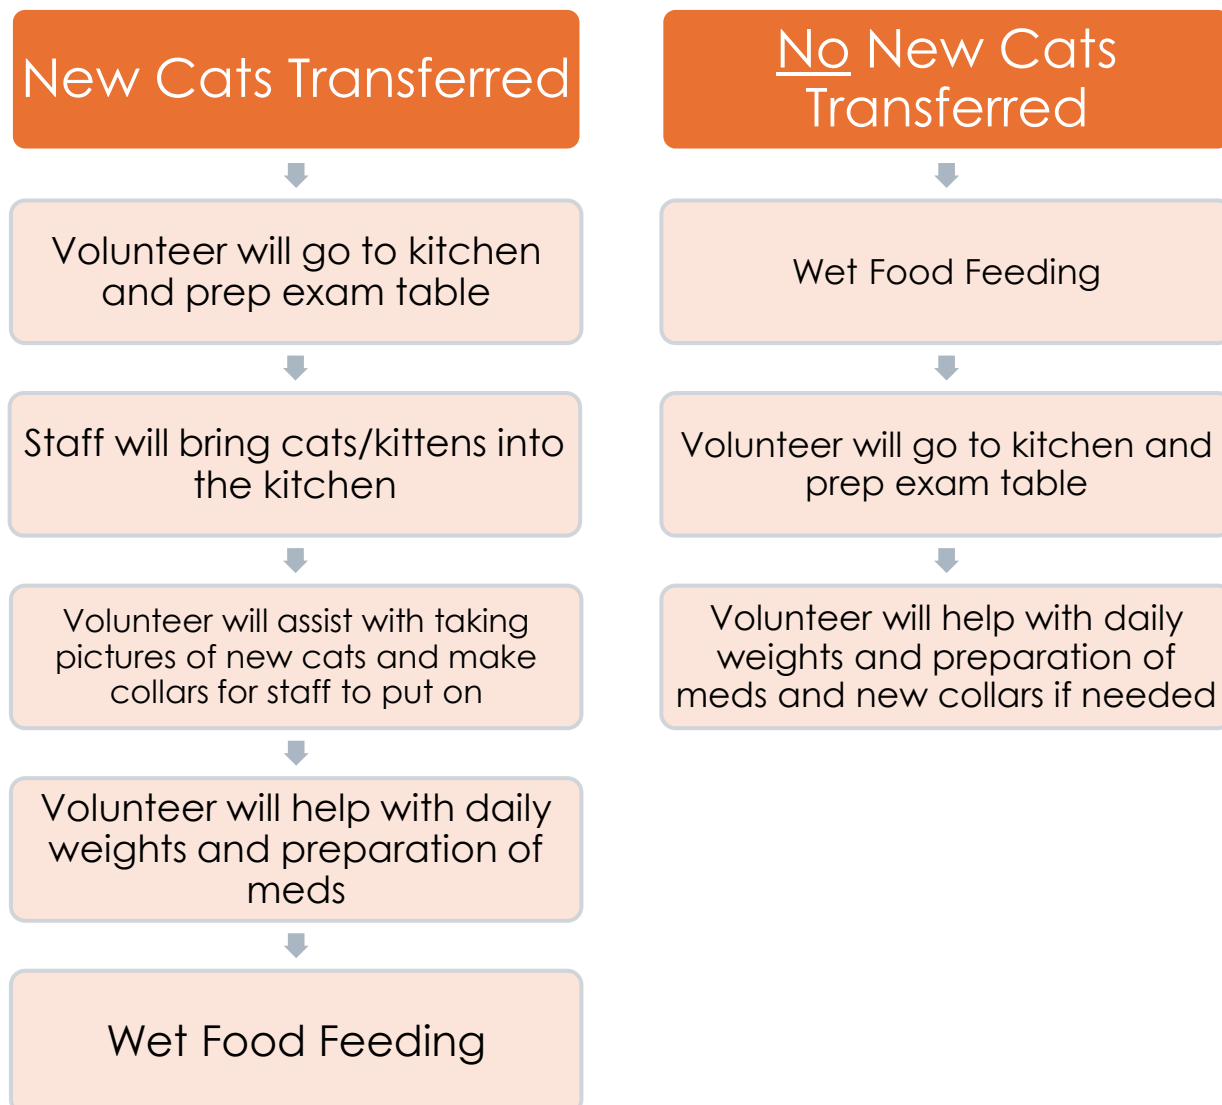 New Cats Transferred
Volunteer will go to kitchen
and prep exam table
Staff will bring cats/kittens into
the kitchen
Volunteer will assist with taking
pictures of new cats and make
collars for staff to put on
Volunteer will help with daily
weights and preparation of
meds
Wet Food Feeding
No New Cats
Transferred
Wet Food Feeding
Volunteer will go to kitchen and
prep exam table
Volunteer will help with daily
weights and preparation of
meds and new collars if needed